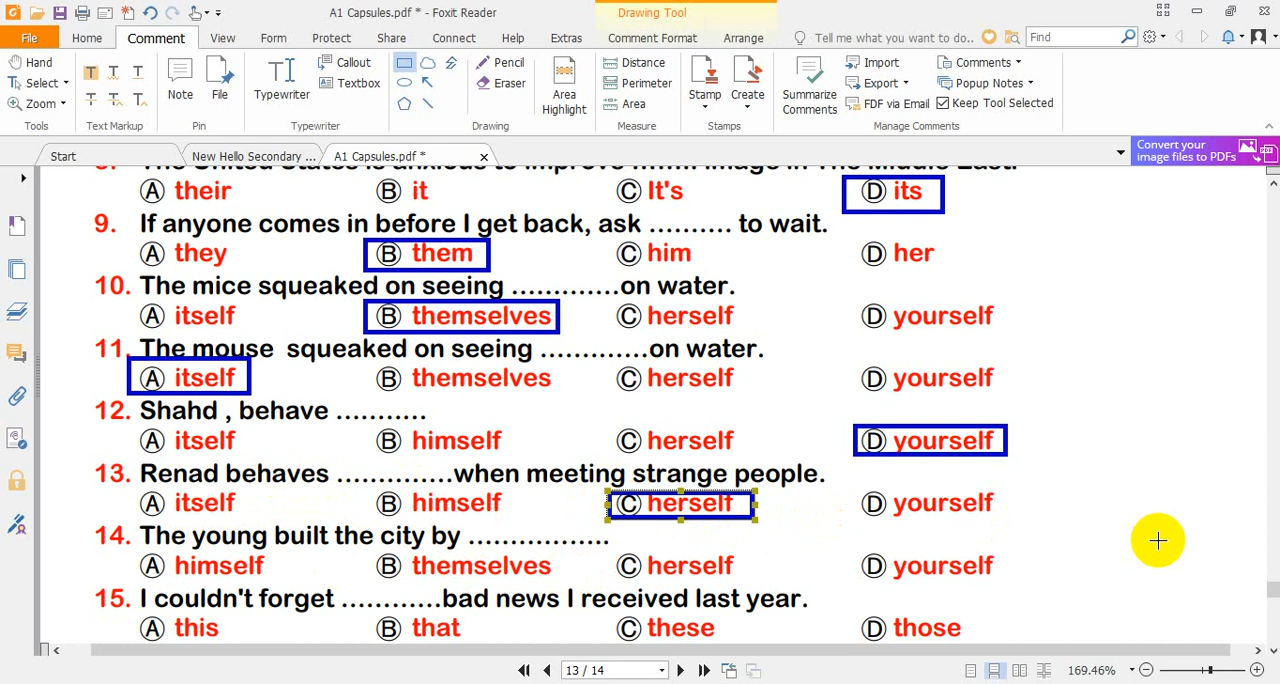 A1 Capsules.pdf * - Foxit Reader
Drawing Tool
File Home Comment View Form Protect Share Connect Help Extras Comment Format Arrange Tell me what you want to do.. Find
Hand
Select
Zoom
Tools
Text Markup
Note
File
Pin
Typewriter
Callout
Textbox
Typewriter
Pencil
Eraser
Drawing
Area
Highlight
Distance
Perimeter
Area
Measure
Stamp
Create
Stamps
Summarize
Comments
Import
Export
FDF via Email
Comments
Popup Notes
Keep Tool Selected
Manage Comments
Start
New Hello Secondary ...
A1 Capsules.pdf *
Convert your
image files to PDFs
A their B it C It's D its
9. If anyone comes in before I get back, ask .......... to wait.
A they B them C him D her
10. The mice squeaked on seeing .............on water.
A itself B themselves C herself D yourself
11. The mouse squeaked on seeing .............on water.
A itself B themselves C herself D yourself
12. Shahd , behave ...........
A itself B himself C herself D yourself
13. Renad behaves ..............when meeting strange people.
A itself B himself C herself D yourself
14. The young built the city by .................
A himself B themselves C herself D yourself
15. I couldn't forget ............bad news I received last year.
A this B that C these D those
13 / 14
169.46%